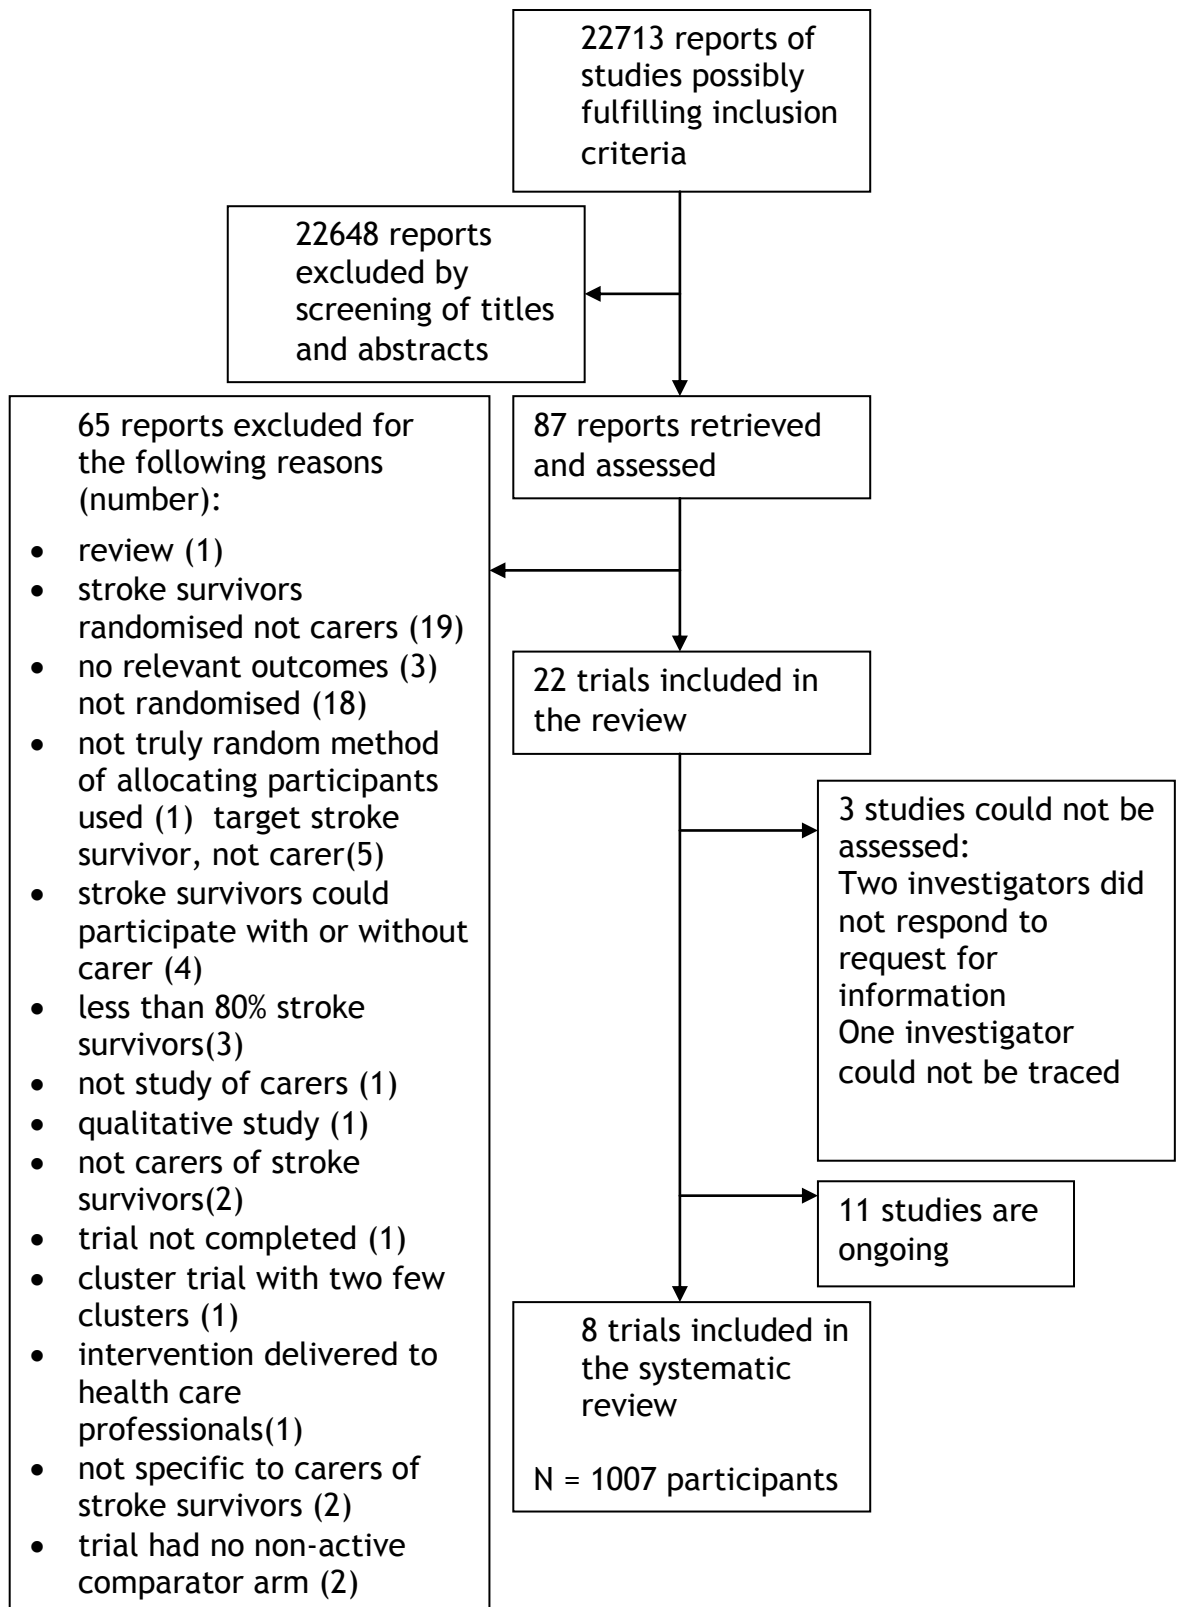 22713 reports of
studies possibly
fulfilling inclusion
criteria
22648 reports
excluded by
screening of titles
and abstracts
87 reports retrieved
and assessed
65 reports excluded for
the following reasons
(number):
• review (1)
• stroke survivors
randomised not carers (19)
• no relevant outcomes (3)
not randomised (18)
• not truly random method
of allocating participants
used (1)  target stroke
survivor, not carer(5)
• stroke survivors could
participate with or without
carer (4)
• less than 80% stroke
survivors(3)
• not study of carers (1)
• qualitative study (1)
• not carers of stroke
survivors(2)
• trial not completed (1)
• cluster trial with two few
clusters (1)
• intervention delivered to
health care
professionals(1)
• not specific to carers of
stroke survivors (2)
• trial had no non-active
comparator arm (2)
22 trials included in
the review
3 studies could not be
assessed:
Two investigators did
not respond to
request for
information
One investigator
could not be traced
11 studies are
ongoing
8 trials included in
the systematic
review
N = 1007 participants